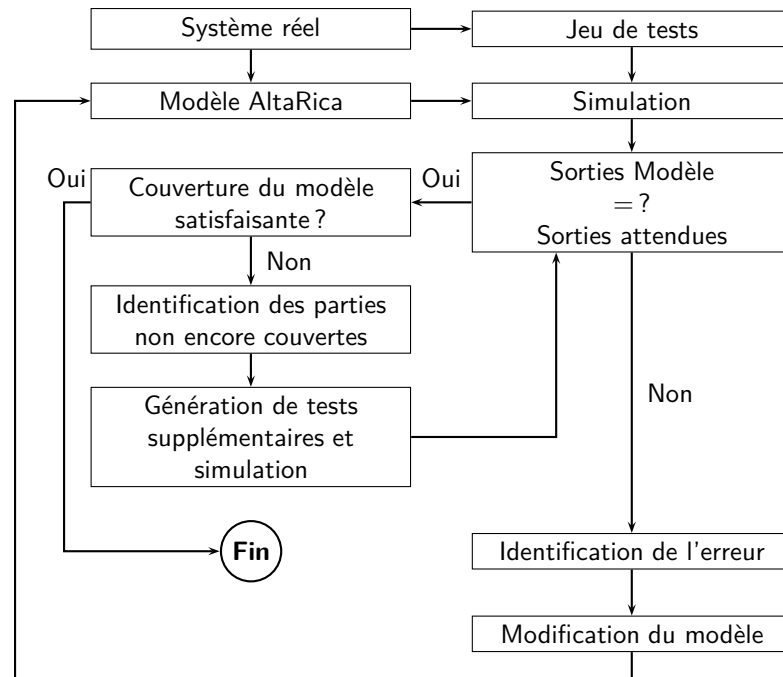 Système réel
Jeu de tests
Modèle AltaRica
Simulation
Oui
Couverture du modèle
satisfaisante ?
Oui
Sorties Modèle
= ?
Sorties attendues
Non
Identification des parties
non encore couvertes
Génération de tests
supplémentaires et
simulation
Non
Fin
Identification de l'erreur
Modification du modèle